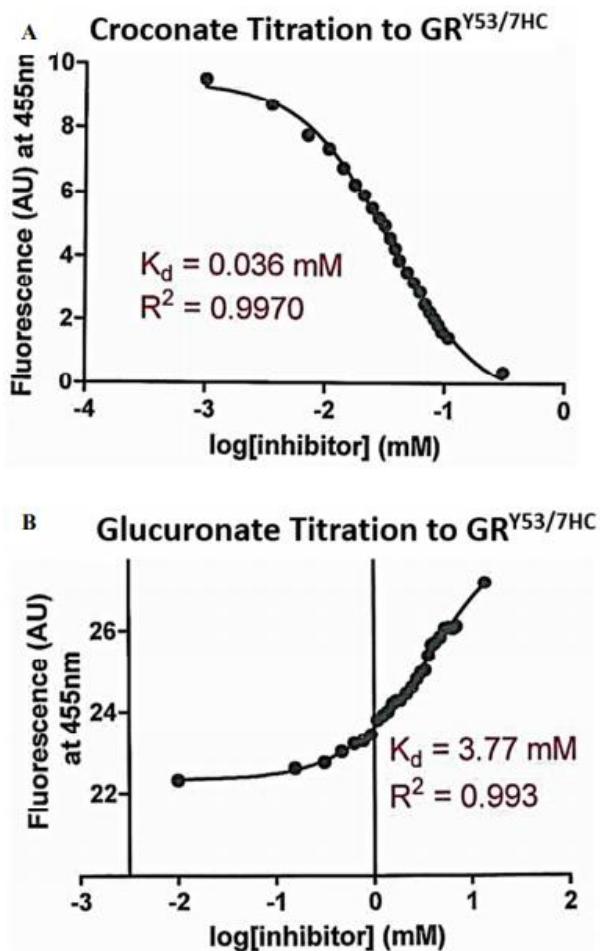 A
Croconate Titration to GR^Y53/7HC
Fluorescence (AU) at 455nn
10
8
6
4
2
0
K_d = 0.036 mM
R² = 0.9970
-4 -3 -2 -1 0
log[inhibitor] (mM)
B
Glucuronate Titration to GR^Y53/7HC
Fluorescence (AU)
at 455nm
26
24
22
K_d = 3.77 mM
R² = 0.993
-3 -2 -1 0 1 2
log[inhibitor] (mM)